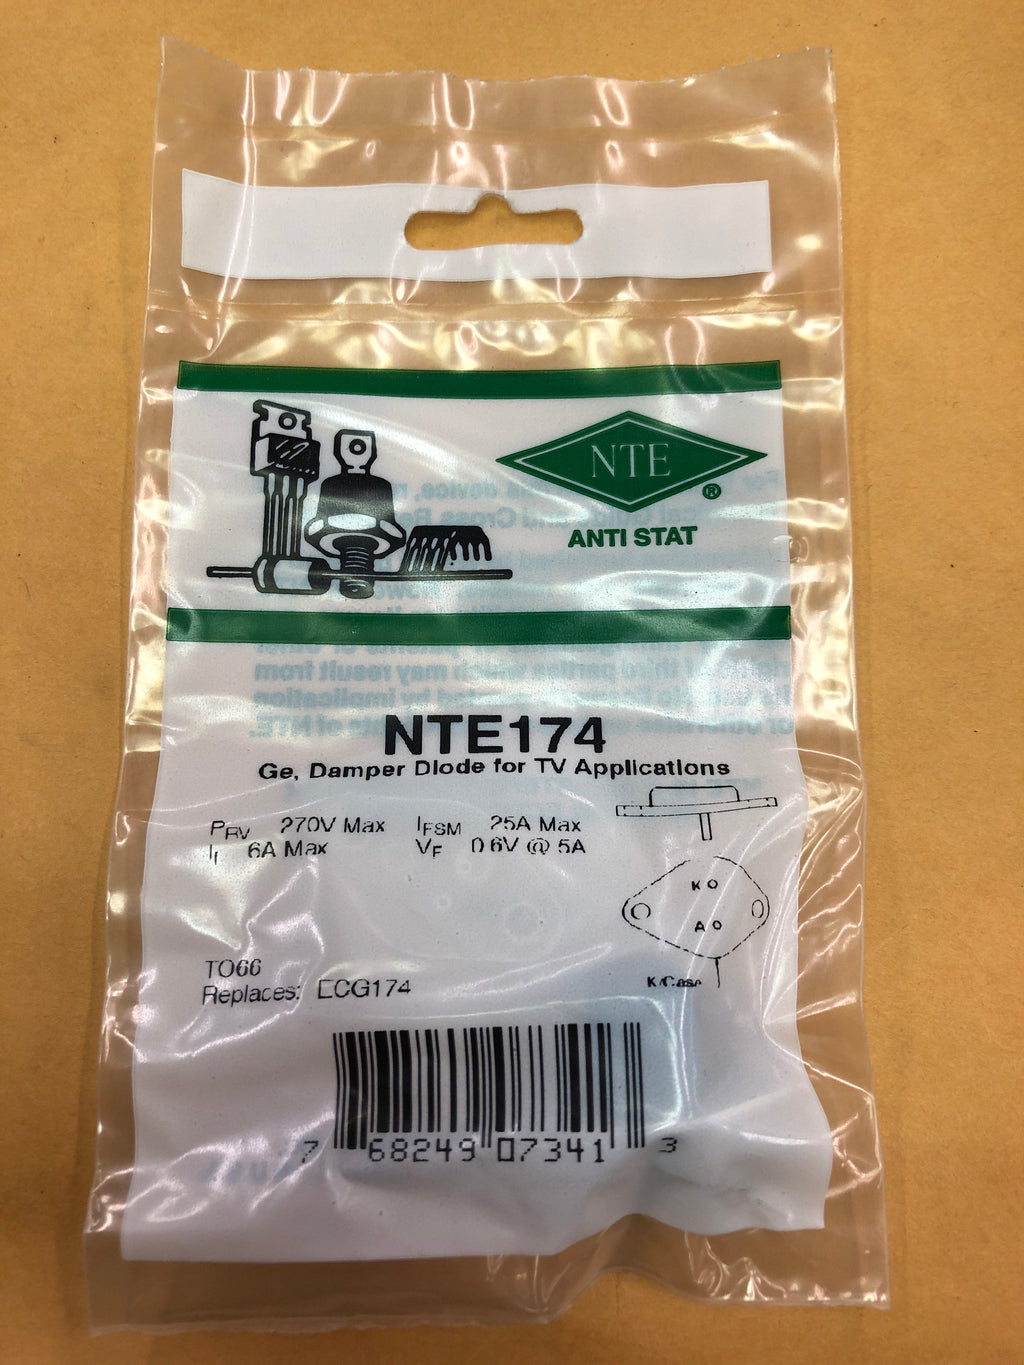 NTE
®
ANTI STAT
NTE174
Ge, Damper Diode for TV Applications
PRV 270V Max IFSM 25A Max
If 6A Max VF 0.6V @ 5A
K
A
TO66
K/Case
Replaces: ECG174
7 68249 07341 3